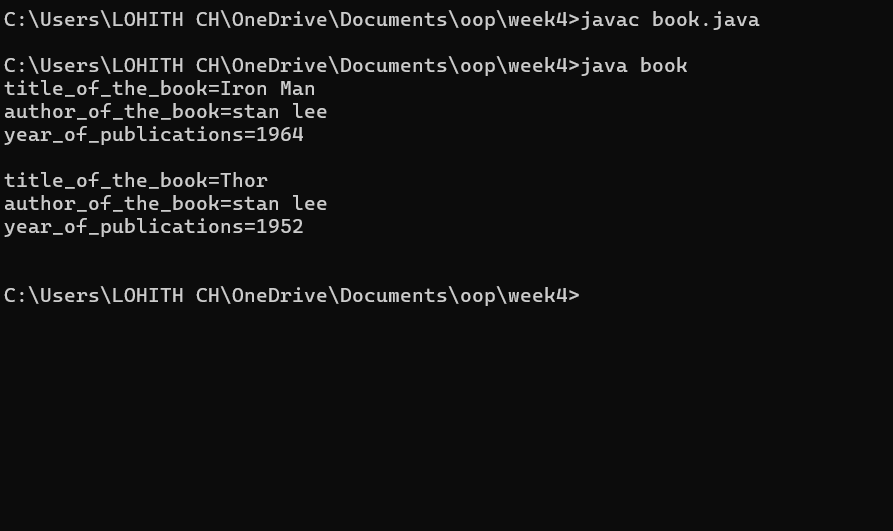 C:\Users\LOHITH CH\OneDrive\Documents\oop\week4>javac book.java
C:\Users\LOHITH CH\OneDrive\Documents\oop\week4>java book
title_of_the_book=Iron Man
author_of_the_book=stan lee
year_of_publications=1964
title_of_the_book=Thor
author_of_the_book=stan lee
year_of_publications=1952
C:\Users\LOHITH CH\OneDrive\Documents\oop\week4>